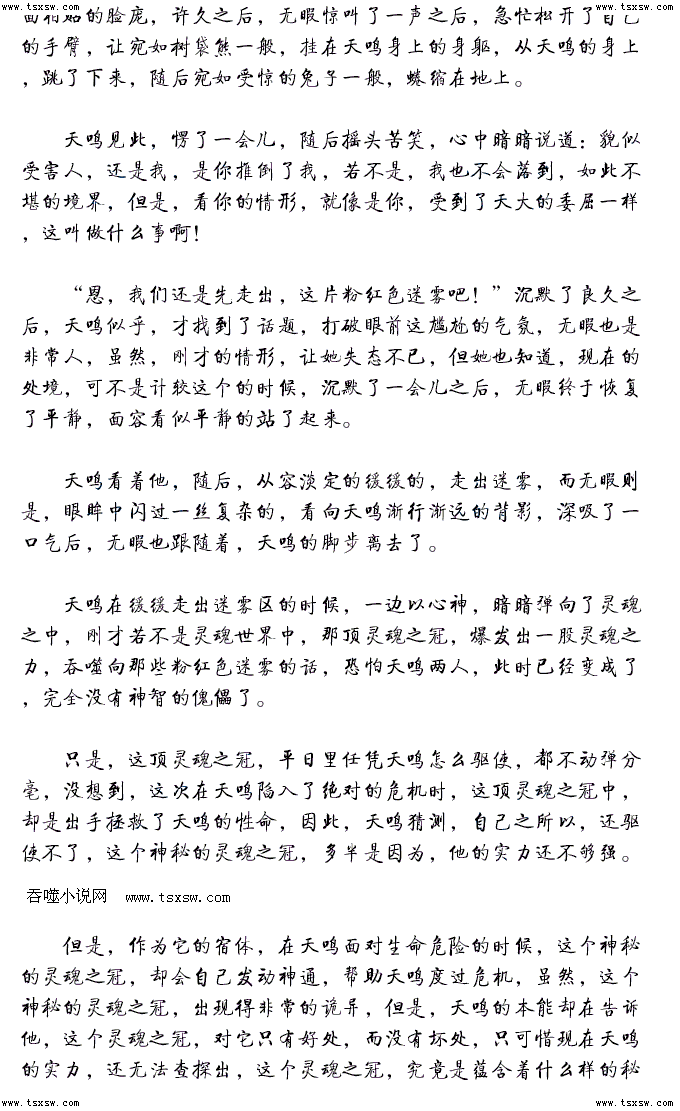 www.tsxsw.com www.tsxsw.com www.tsxsw.com
的手臂，让宛如树袋熊一般，挂在天鸣身上的身躯，从天鸣的身上
，跳了下来，随后宛如受惊的兔子一般，蜷缩在地上。
天鸣见此，愣了一会儿，随后摇头苦笑，心中暗暗说道：貌似
受害人，还是我，是你推倒了我，若不是，我也不会落到，如此不
堪的境界，但是，看你的情形，就像是你，受到了天大的委屈一样
，这叫做什么事啊！
“恩，我们还是先走出，这片粉红色迷雾吧！”沉默了良久之
后，天鸣似乎，才找到了话题，打破眼前这尴尬的气氛，无暇也是
非常人，虽然，刚才的情形，让她失态不已，但她也知道，现在的
处境，可不是计较这个的时候，沉默了一会儿之后，无暇终于恢复
了平静，面容看似平静的站了起来。
天鸣看着他，随后，从容淡定的缓缓的，走出迷雾，而无暇则
是，眼眸中闪过一丝复杂的，看向天鸣渐行渐远的背影，深吸了一
口气后，无暇也跟随着，天鸣的脚步离去了。
天鸣在缓缓走出迷雾区的时候，一边以心神，暗暗弹向了灵魂
之中，刚才若不是灵魂世界中，那顶灵魂之冠，爆发出一股灵魂之
力，吞噬向那些粉红色迷雾的话，恐怕天鸣两人，此时已经变成了
，完全没有神智的傀儡了。
只是，这顶灵魂之冠，平日里任凭天鸣怎么驱使，都不动弹分
毫，没想到，这次在天鸣陷入了绝对的危机时，这顶灵魂之冠中，
却是出手拯救了天鸣的性命，因此，天鸣猜测，自己之所以，还驱
使不了，这个神秘的灵魂之冠，多半是因为，他的实力还不够强。
吞噬小说网 www.tsxsw.com
但是，作为它的宿体，在天鸣面对生命危险的时候，这个神秘
的灵魂之冠，却会自己发动神通，帮助天鸣度过危机，虽然，这个
神秘的灵魂之冠，出现得非常的诡异，但是，天鸣的本能却在告诉
他，这个灵魂之冠，对它只有好处，而没有坏处，只可惜现在天鸣
的实力，还无法查探出，这个灵魂之冠，究竟是蕴含着什么样的秘
www.tsxsw.com www.tsxsw.com www.tsxsw.com